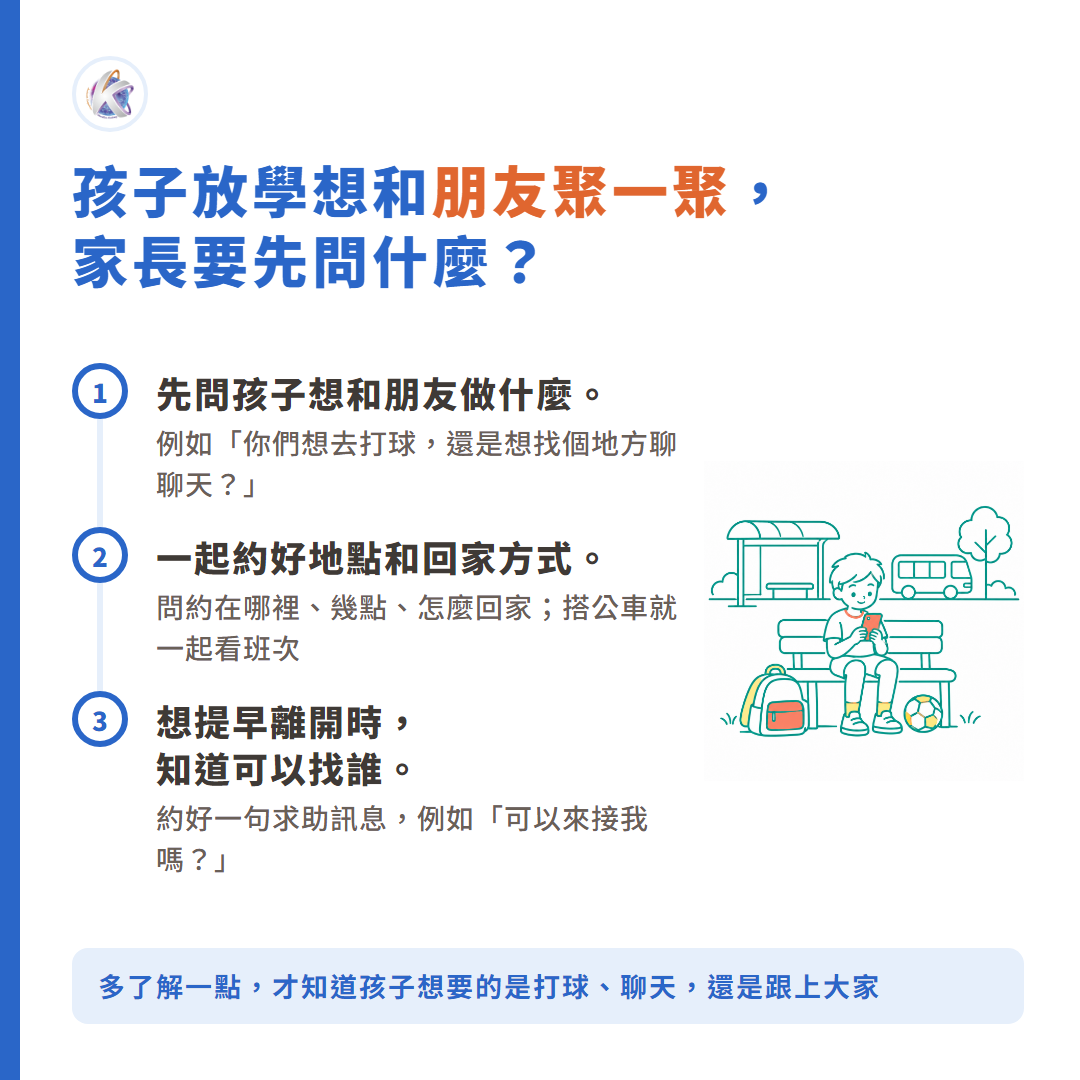 孩子放學想和朋友聚一聚，
家長要先問什麼？
1
先問孩子想和朋友做什麼。
例如「你們想去打球，還是想找個地方聊
聊天？」
2
一起約好地點和回家方式。
問約在哪裡、幾點、怎麼回家；搭公車就
一起看班次
3
想提早離開時，
知道可以找誰。
約好一句求助訊息，例如「可以來接我
嗎？」
多了解一點，才知道孩子想要的是打球、聊天，還是跟上大家